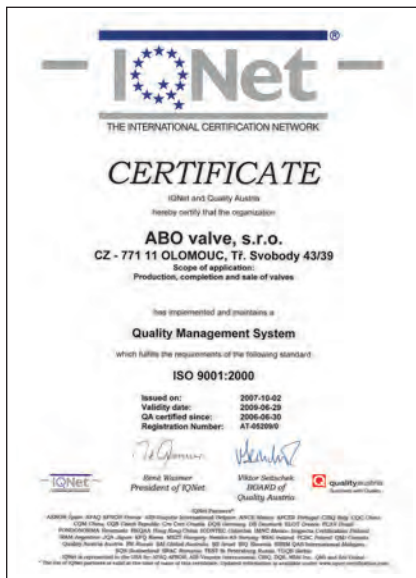 IQNet ®
THE INTERNATIONAL CERTIFICATION NETWORK
CERTIFICATE
IQNet and Quality Austria
hereby certify that the organization
ABO valve, s.r.o.
CZ - 771 11 OLOMOUC, Tř. Svobody 43/39
Scope of application:
Production, completion and sale of valves
has implemented and maintains a
Quality Management System
which fulfills the requirements of the following standard
ISO 9001:2000
Issued on: 2007-10-02
Validity date: 2009-06-29
QA certified since: 2006-06-30
Registration Number: AT-05209/0
IQNet
René Wasmer
President of IQNet
Viktor Seitschek
BOARD of
Quality Austria
Q qualityaustria
Succeed with Quality
IQNet Partners*: